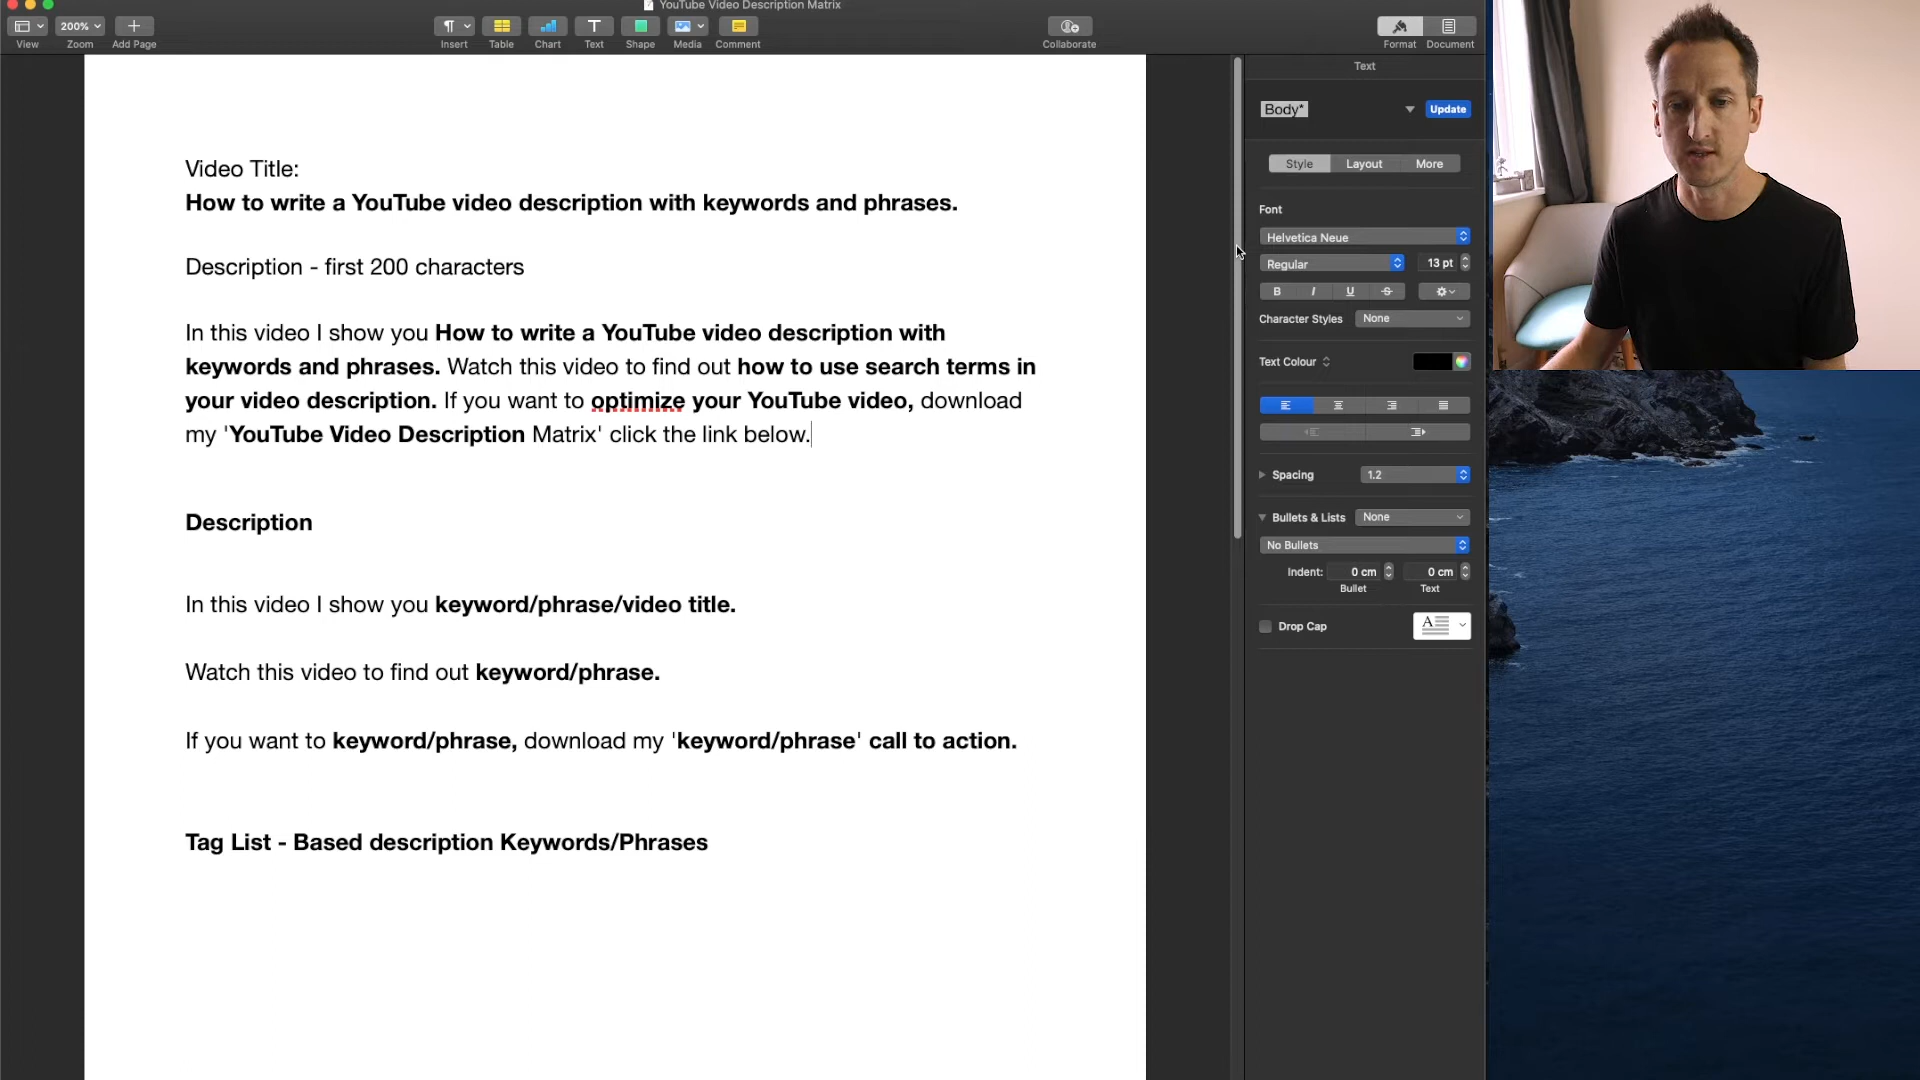 YouTube Video Description Matrix
200%
View
Zoom
Add Page
Insert
Table
Chart
Text
Shape
Media
Comment
Collaborate
Format
Document
Text
Body*
Update
Style
Layout
More
Font
Helvetica Neue
Regular
13 pt
B I U S
Character Styles
None
Text Colour
Spacing
1.2
Bullets & Lists
None
No Bullets
Indent:
0 cm
0 cm
Bullet
Text
Drop Cap
A
Video Title:
How to write a YouTube video description with keywords and phrases.
Description - first 200 characters
In this video I show you How to write a YouTube video description with
keywords and phrases. Watch this video to find out how to use search terms in
your video description. If you want to optimize your YouTube video, download
my 'YouTube Video Description Matrix' click the link below.
Description
In this video I show you keyword/phrase/video title.
Watch this video to find out keyword/phrase.
If you want to keyword/phrase, download my 'keyword/phrase' call to action.
Tag List - Based description Keywords/Phrases